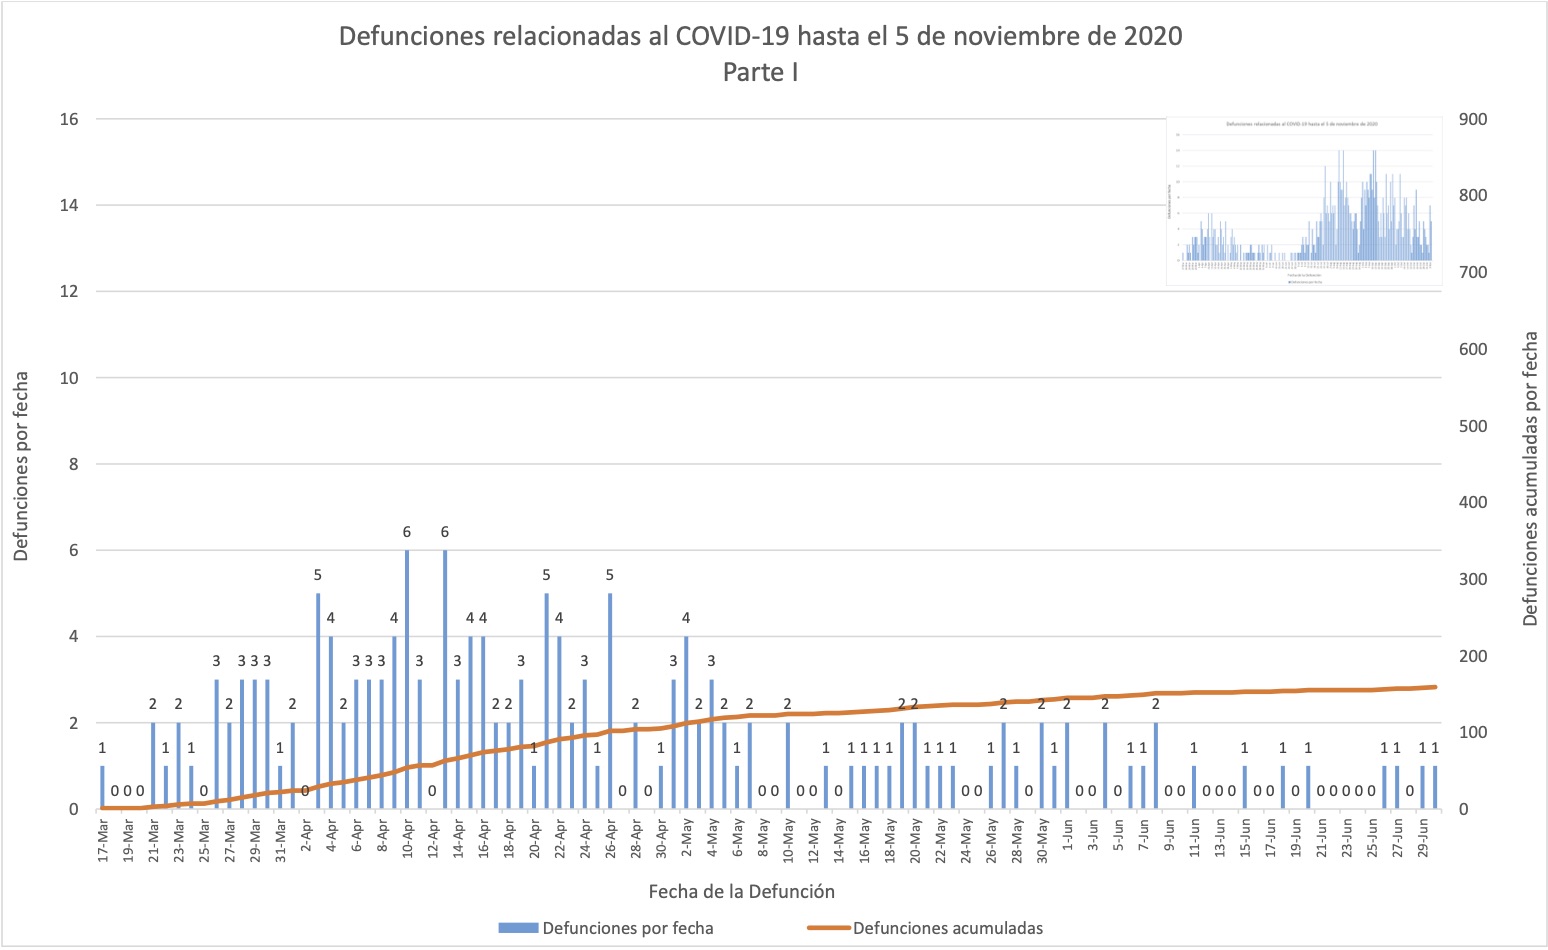 Defunciones relacionadas al COVID-19 hasta el 5 de noviembre de 2020
Parte I
Defunciones por fecha
16
14
12
10
8
6
4
2
0
6 6
5 5 5
4 4 4 4 4 4
3 3 3 3 3 3 3 3 3 3 3 3 3
2 2 2 2 2 2 2 2 2 2 2 2 2 2 2 2 2 2 2 2
1 1 1 1 1 1 1 1 1 1 1 1 1 1 1 1 1 1 1 1 1 1 1 1 1 1 1 1 1
0 0 0 0 0 0 0 0 0 0 0 0 0 0 0 0 0 0 0 0 0 0 0 0 0 0 0 0 0 0 0 0 0
900
800
700
600
500
400
300
200
100
0
Defunciones acumuladas por fecha
17-Mar
19-Mar
21-Mar
23-Mar
25-Mar
27-Mar
29-Mar
31-Mar
2-Apr
4-Apr
6-Apr
8-Apr
10-Apr
12-Apr
14-Apr
16-Apr
18-Apr
20-Apr
22-Apr
24-Apr
26-Apr
28-Apr
30-Apr
2-May
4-May
6-May
8-May
10-May
12-May
14-May
16-May
18-May
20-May
22-May
24-May
26-May
28-May
30-May
1-Jun
3-Jun
5-Jun
7-Jun
9-Jun
11-Jun
13-Jun
15-Jun
17-Jun
19-Jun
21-Jun
23-Jun
25-Jun
27-Jun
29-Jun
Fecha de la Defunción
Defunciones por fecha
Defunciones acumuladas